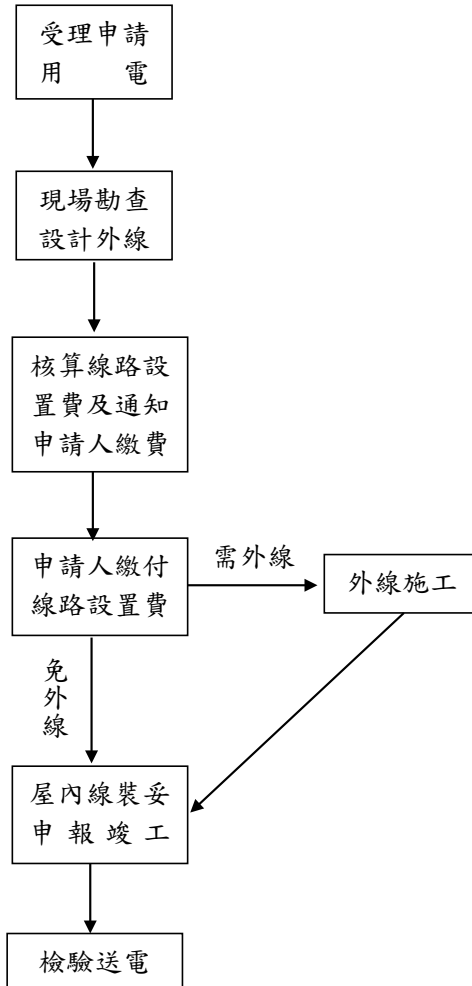 受理申請
用電
現場勘查
設計外線
核算線路設
置費及通知
申請人繳費
申請人繳付
線路設置費
需外線
外線施工
免外線
屋內線裝妥
申報竣工
檢驗送電